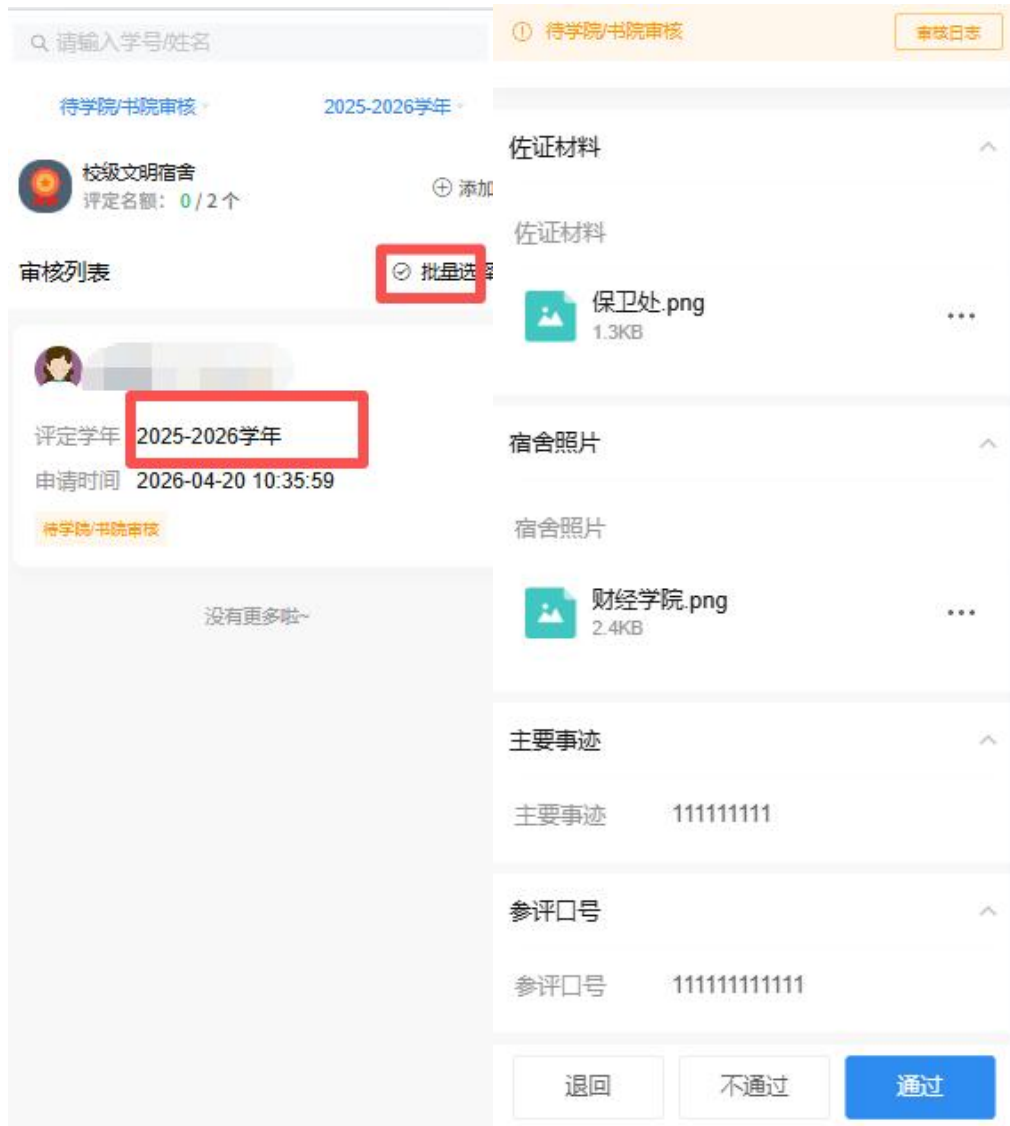 请输入学号/姓名
待学院/书院审核
2025-2026学年
校级文明宿舍
评定名额: 0 / 2 个
添加
审核列表
批量选择
评定学年 2025-2026学年
申请时间 2026-04-20 10:35:59
待学院/书院审核
没有更多啦~
待学院/书院审核
审核日志
佐证材料
佐证材料
保卫处.png
1.3KB
宿舍照片
宿舍照片
财经学院.png
2.4KB
主要事迹
主要事迹 111111111
参评口号
参评口号 111111111111
退回
不通过
通过